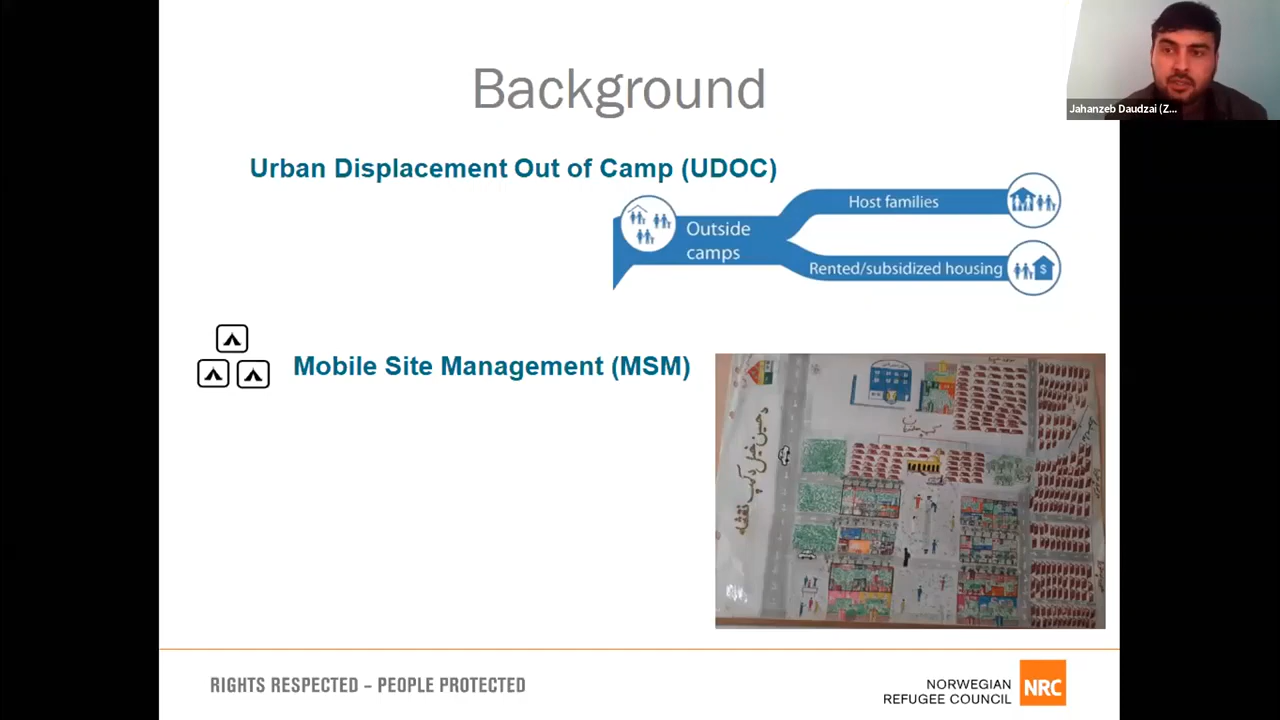 Background
Jahanzeb Daudzai (Z...
Urban Displacement Out of Camp (UDOC)
Host families
Outside
camps
Rented/subsidized housing
$
Mobile Site Management (MSM)
RIGHTS RESPECTED – PEOPLE PROTECTED
NORWEGIAN
REFUGEE COUNCIL
NRC